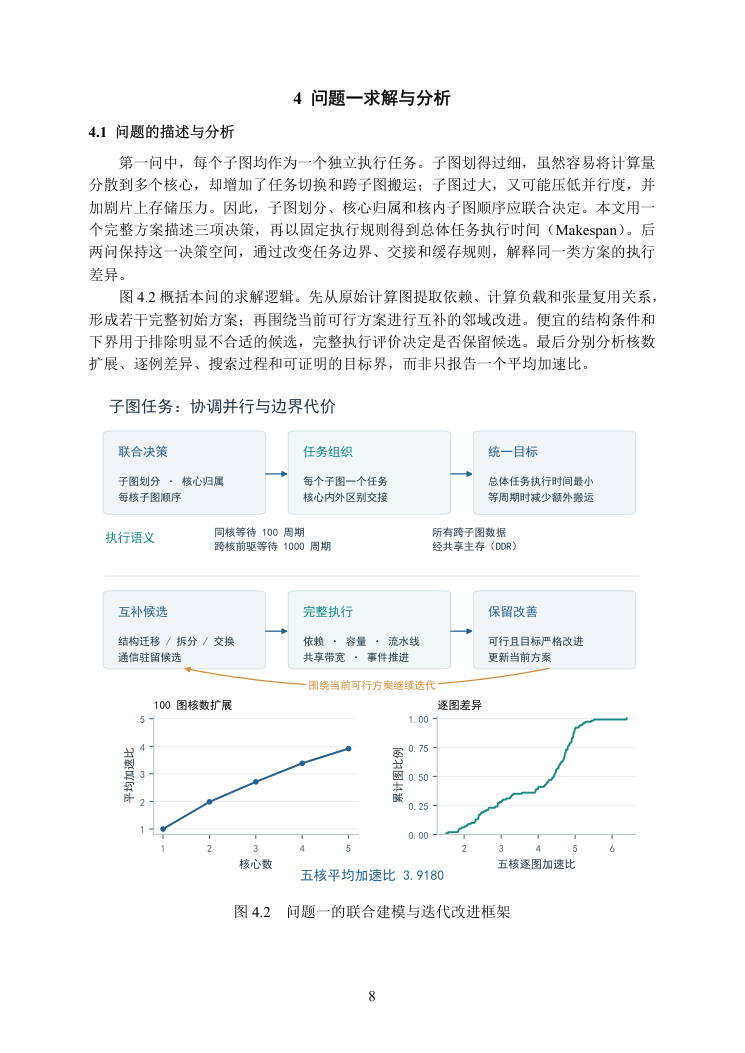 4 问题一求解与分析
4.1 问题的描述与分析
第一问中，每个子图均作为一个独立执行任务。子图划得过细，虽然容易将计算量
分散到多个核心，却增加了任务切换和跨子图搬运；子图过大，又可能压低并行度，并
加剧片上存储压力。因此，子图划分、核心归属和核内子图顺序应联合决定。本文用一
个完整方案描述三项决策，再以固定执行规则得到总体任务执行时间（Makespan）。后
两问保持这一决策空间，通过改变任务边界、交接和缓存规则，解释同一类方案的执行
差异。
图 4.2 概括本问的求解逻辑。先从原始计算图提取依赖、计算负载和张量复用关系，
形成若干完整初始方案；再围绕当前可行方案进行互补的邻域改进。便宜的结构条件和
下界用于排除明显不合适的候选，完整执行评价决定是否保留候选。最后分别分析核数
扩展、逐例差异、搜索过程和可证明的目标界，而非只报告一个平均加速比。
子图任务：协调并行与边界代价
联合决策
子图划分 · 核心归属
每核子图顺序
任务组织
每个子图一个任务
核心内外区别交接
统一目标
总体任务执行时间最小
等周期时减少额外搬运
执行语义
同核等待 100 周期
跨核前驱等待 1000 周期
所有跨子图数据
经共享主存（DDR）
互补候选
结构迁移 / 拆分 / 交换
通信驻留候选
完整执行
依赖 · 容量 · 流水线
共享带宽 · 事件推进
保留改善
可行且目标严格改进
更新当前方案
围绕当前可行方案继续迭代
100 图核数扩展
5
4
3
2
1
平均加速比
1 2 3 4 5
核心数
逐图差异
1.00
0.75
0.50
0.25
0.00
累计图比例
2 3 4 5 6
五核逐图加速比
五核平均加速比 3.9180
图 4.2 问题一的联合建模与迭代改进框架
8